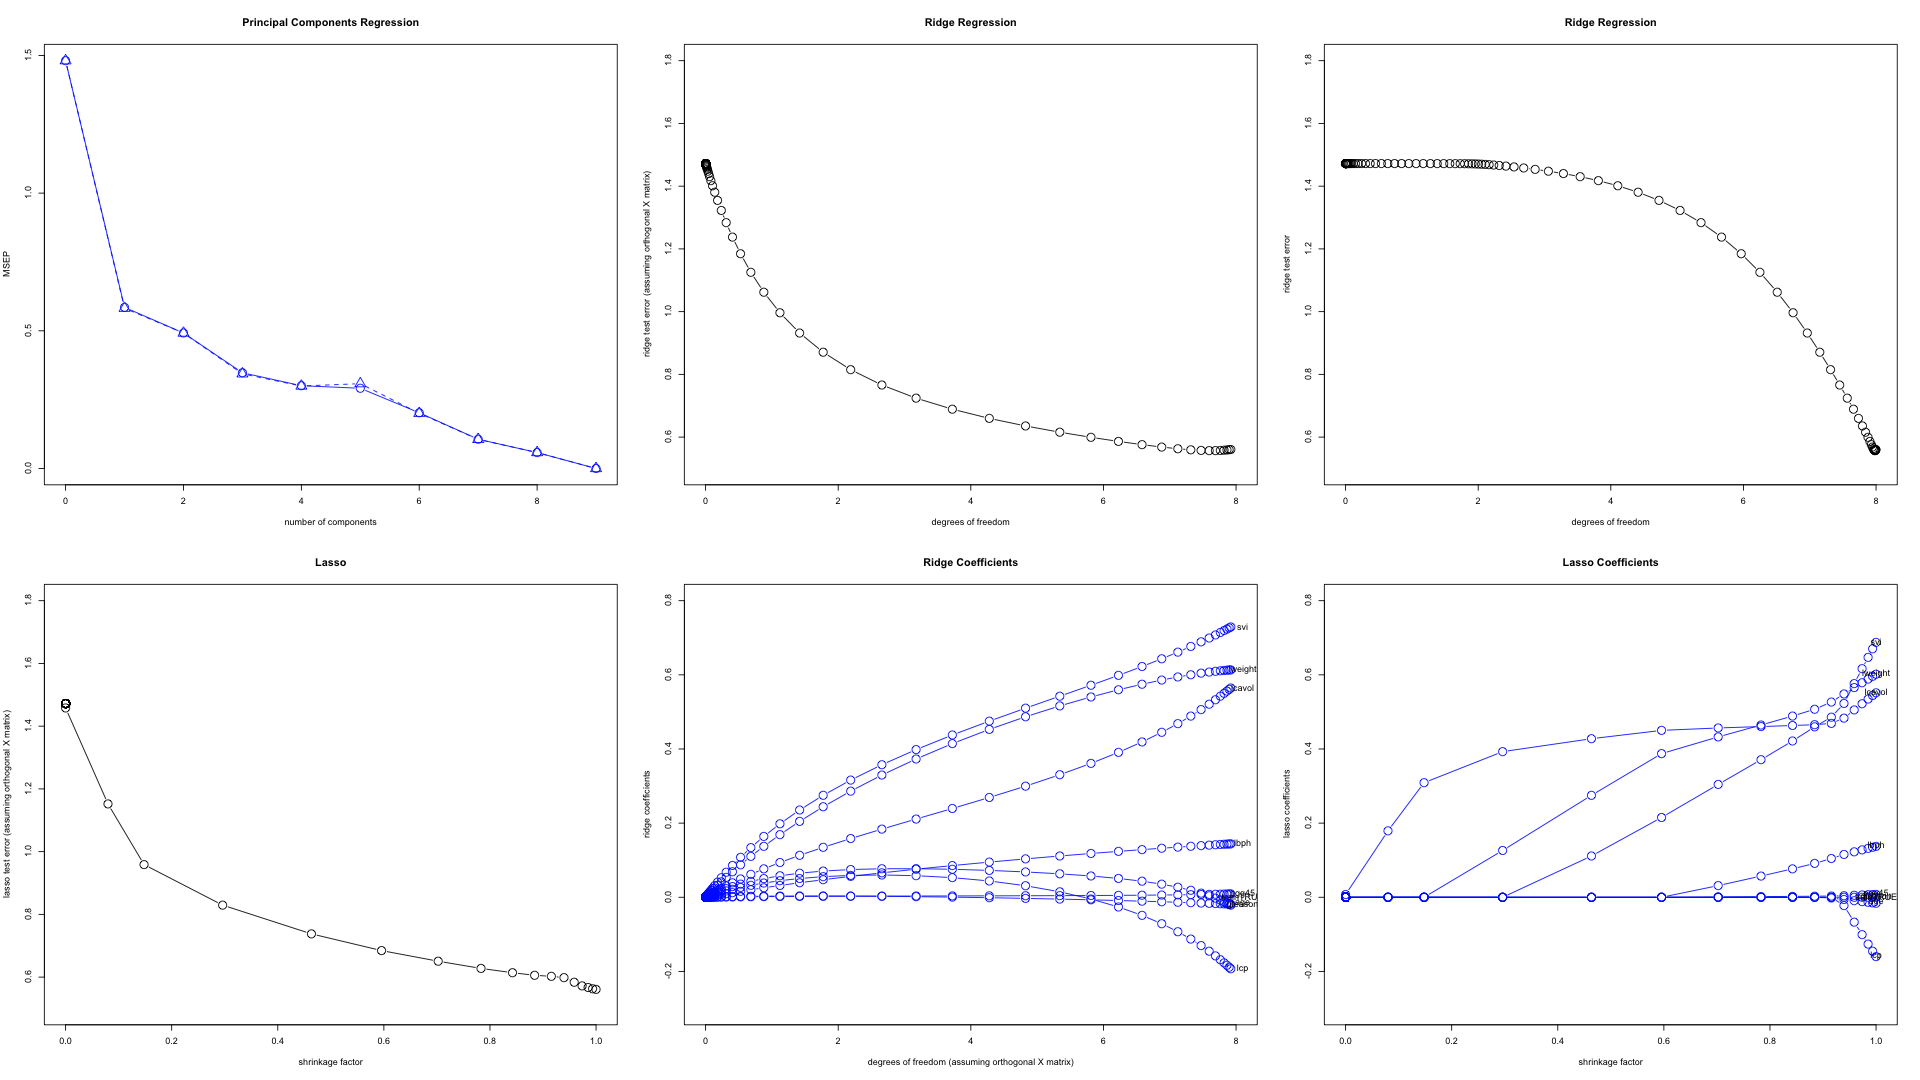 Principal Components Regression
MSEP
1.5
1.0
0.5
0.0
0 2 4 6 8
number of components
Ridge Regression
ridge test error (assuming orthogonal X matrix)
1.8
1.6
1.4
1.2
1.0
0.8
0.6
0 2 4 6 8
degrees of freedom
Ridge Regression
ridge test error
1.8
1.6
1.4
1.2
1.0
0.8
0.6
0 2 4 6 8
degrees of freedom
Lasso
lasso test error (assuming orthogonal X matrix)
1.8
1.6
1.4
1.2
1.0
0.8
0.6
0.0 0.2 0.4 0.6 0.8 1.0
shrinkage factor
Ridge Coefficients
ridge coefficients
0.8
0.6
0.4
0.2
0.0
-0.2
svi
lcp
0 2 4 6 8
degrees of freedom (assuming orthogonal X matrix)
Lasso Coefficients
lasso coefficients
0.8
0.6
0.4
0.2
0.0
-0.2
svi
lweight
lcavol
lbph
0.0 0.2 0.4 0.6 0.8 1.0
shrinkage factor